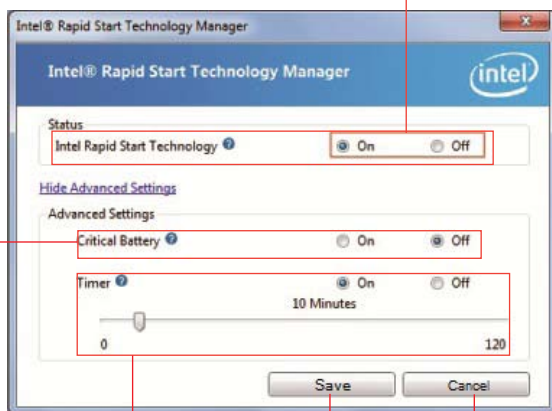 Intel® Rapid Start Technology Manager
Intel® Rapid Start Technology Manager
intel
Status
Intel Rapid Start Technology ? On Off
Hide Advanced Settings
Advanced Settings
Critical Battery ? On Off
Timer ? On Off
10 Minutes
0 120
Save Cancel